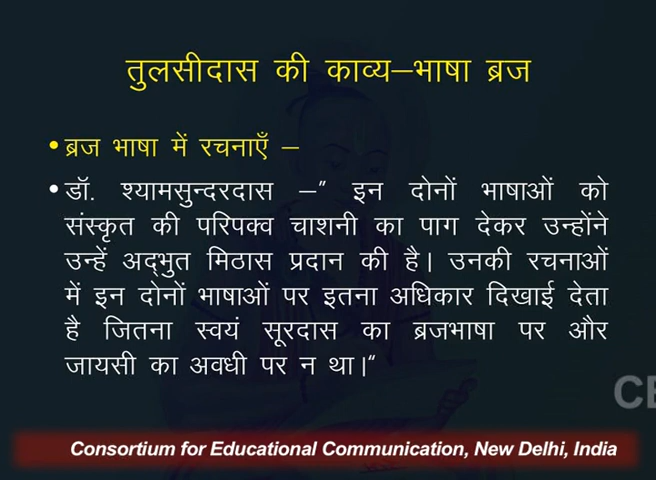 तुलसीदास की काव्य–भाषा ब्रज
• ब्रज भाषा में रचनाएँ –
• डॉ. श्यामसुन्दरदास –” इन दोनों भाषाओं को
संस्कृत की परिपक्व चाशनी का पाग देकर उन्होंने
उन्हें अद्‌भुत मिठास प्रदान की है। उनकी रचनाओं
में इन दोनों भाषाओं पर इतना अधिकार दिखाई देता
है जितना स्वयं सूरदास का ब्रजभाषा पर और
जायसी का अवधी पर न था।“
CE
Consortium for Educational Communication, New Delhi, India